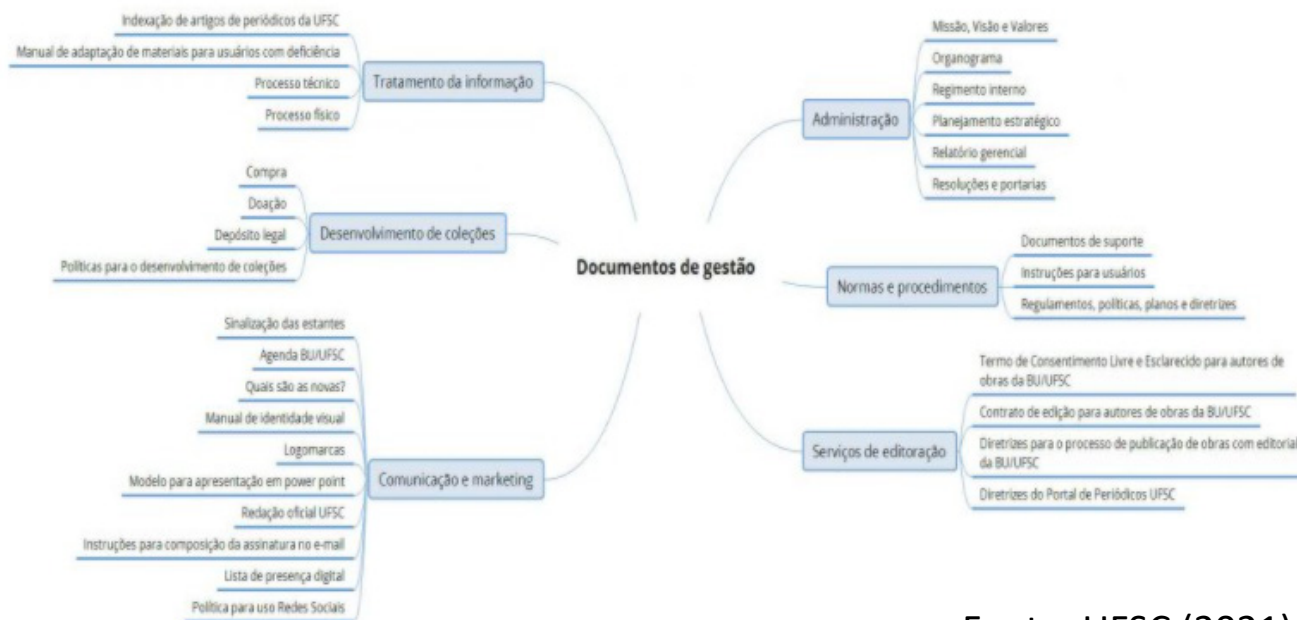 Indexação de artigos de periódicos da UFSC
Manual de adaptação de materiais para usuários com deficiência
Processo técnico
Processo físico
Tratamento da informação
Compra
Doação
Depósito legal
Políticas para o desenvolvimento de coleções
Desenvolvimento de coleções
Sinalização das estantes
Agenda BU/UFSC
Quais são as novas?
Manual de identidade visual
Logomarcas
Modelo para apresentação em power point
Redação oficial UFSC
Instruções para composição da assinatura no e-mail
Lista de presença digital
Política para uso Redes Sociais
Comunicação e marketing
Documentos de gestão
Administração
Missão, Visão e Valores
Organograma
Regimento interno
Planejamento estratégico
Relatório gerencial
Resoluções e portarias
Normas e procedimentos
Documentos de suporte
Instruções para usuários
Regulamentos, políticas, planos e diretrizes
Serviços de editoração
Termo de Consentimento Livre e Esclarecido para autores de
obras da BU/UFSC
Contrato de edição para autores de obras da BU/UFSC
Diretrizes para o processo de publicação de obras com editorial
da BU/UFSC
Diretrizes do Portal de Periódicos UFSC
UFSC (2021)